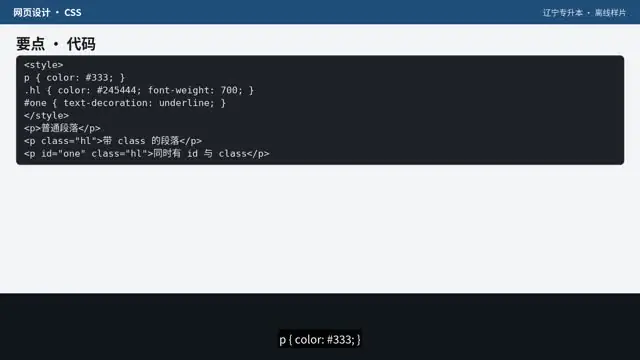 网页设计 • CSS
辽宁专升本 • 离线样片
要点 • 代码
<style>
p { color: #333; }
.hl { color: #245444; font-weight: 700; }
#one { text-decoration: underline; }
</style>
<p>普通段落</p>
<p class="hl">带 class 的段落</p>
<p id="one" class="hl">同时有 id 与 class</p>
p { color: #333; }